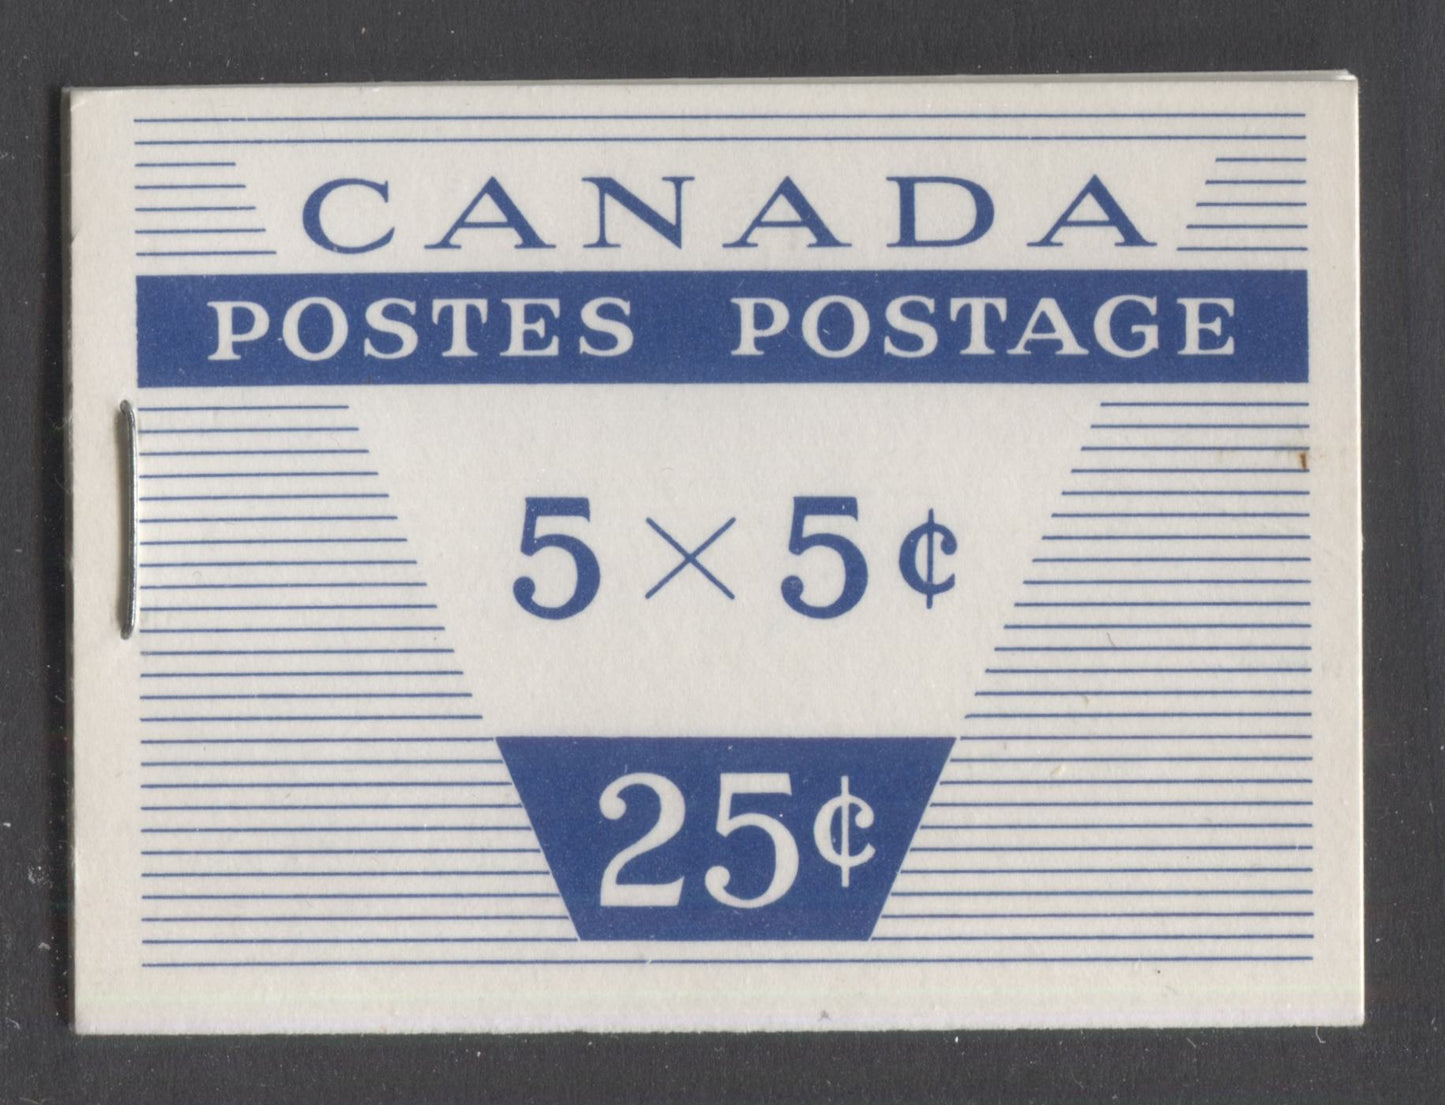 CANADA
POSTES POSTAGE
5 × 5¢
25¢